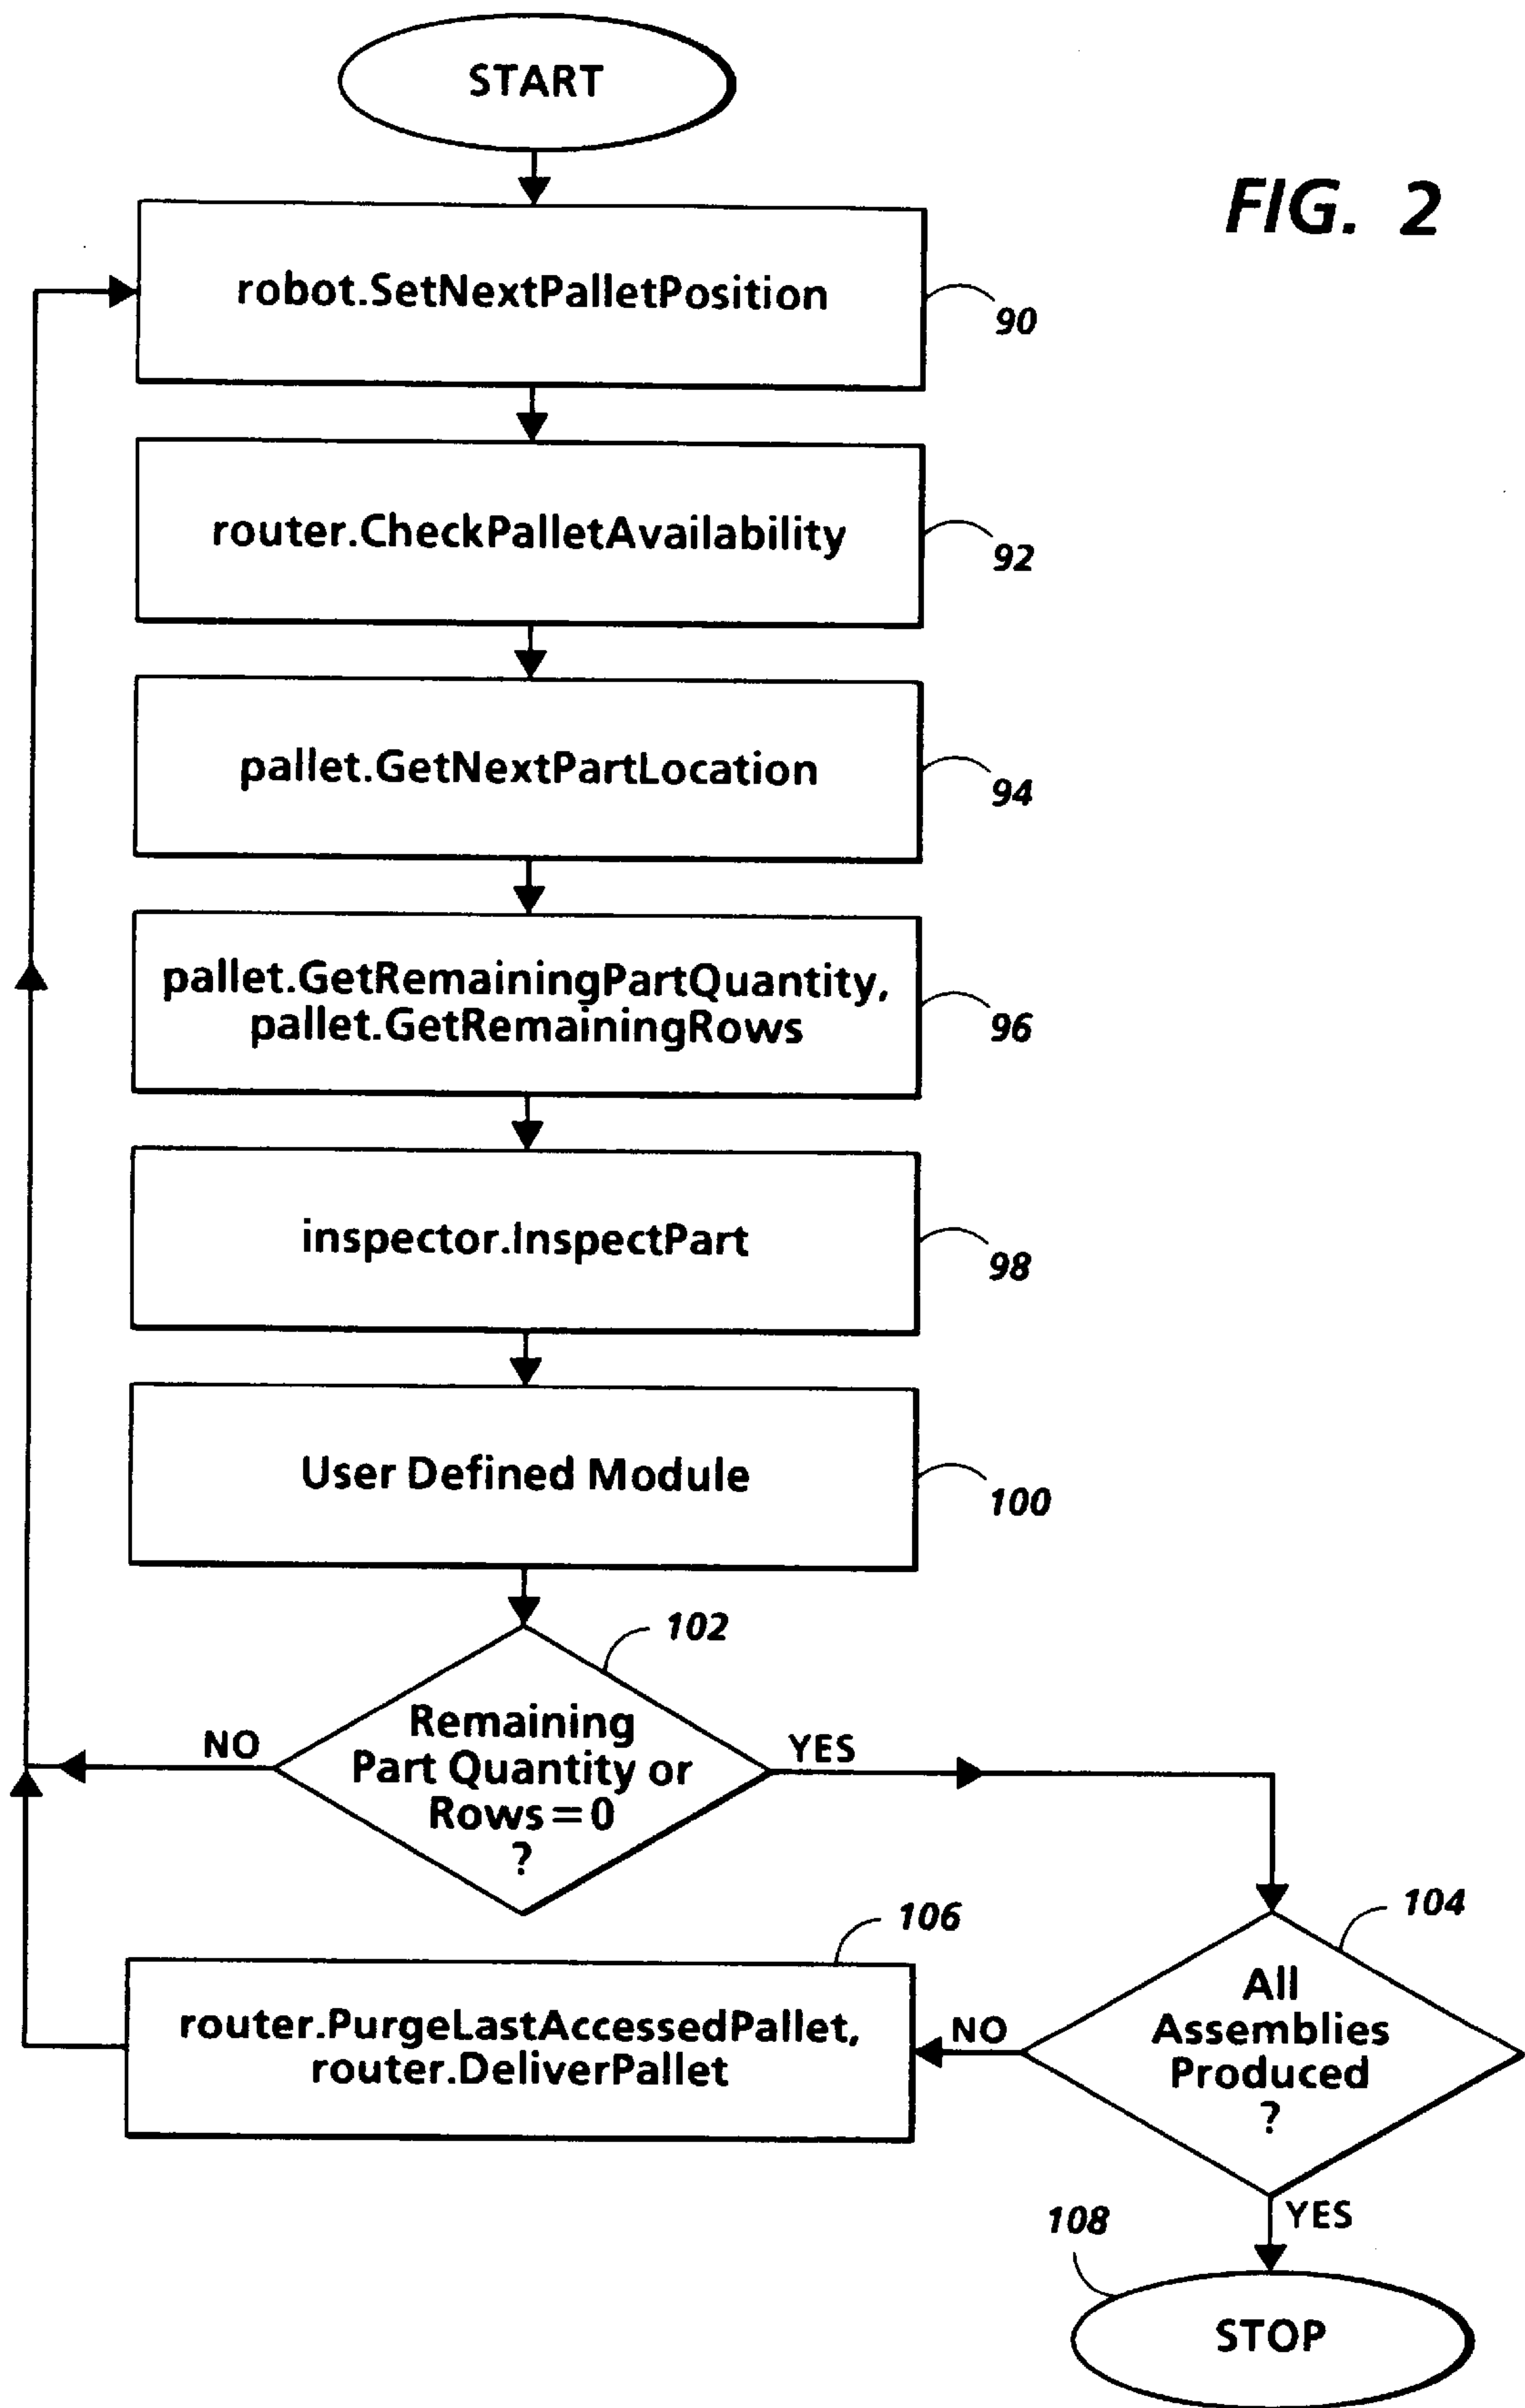 START
FIG. 2
robot.SetNextPalletPosition
90
router.CheckPalletAvailability
92
pallet.GetNextPartLocation
94
pallet.GetRemainingPartQuantity,
pallet.GetRemainingRows
96
inspector.InspectPart
98
User Defined Module
100
102
Remaining
Part Quantity or
Rows = 0
?
NO
YES
104
All
Assemblies
Produced
?
106
router.PurgeLastAccessedPallet,
router.DeliverPallet
NO
YES
108
STOP